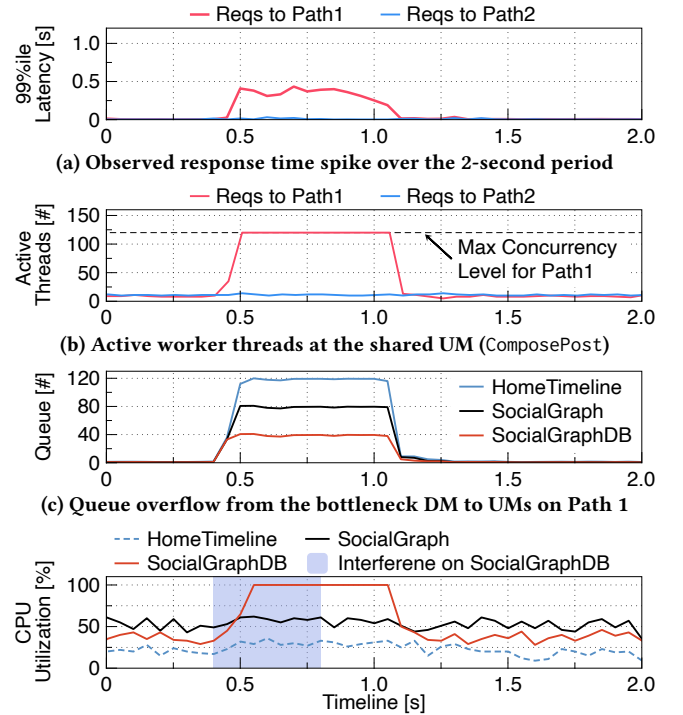 Reqs to Path1 Reqs to Path2
99%ile Latency [s]
1.0
0.5
0
0 0.5 1.0 1.5 2.0
(a) Observed response time spike over the 2-second period
Reqs to Path1 Reqs to Path2
Active Threads [#]
150
100
50
0
Max Concurrency
Level for Path1
0 0.5 1.0 1.5 2.0
(b) Active worker threads at the shared UM (ComposePost)
Queue [#]
120
80
40
0
HomeTimeline
SocialGraph
SocialGraphDB
0 0.5 1.0 1.5 2.0
(c) Queue overflow from the bottleneck DM to UMs on Path 1
HomeTimeline SocialGraph
SocialGraphDB Interferene on SocialGraphDB
CPU Utilization [%]
100
50
0
0 0.5 1.0 1.5 2.0
Timeline [s]